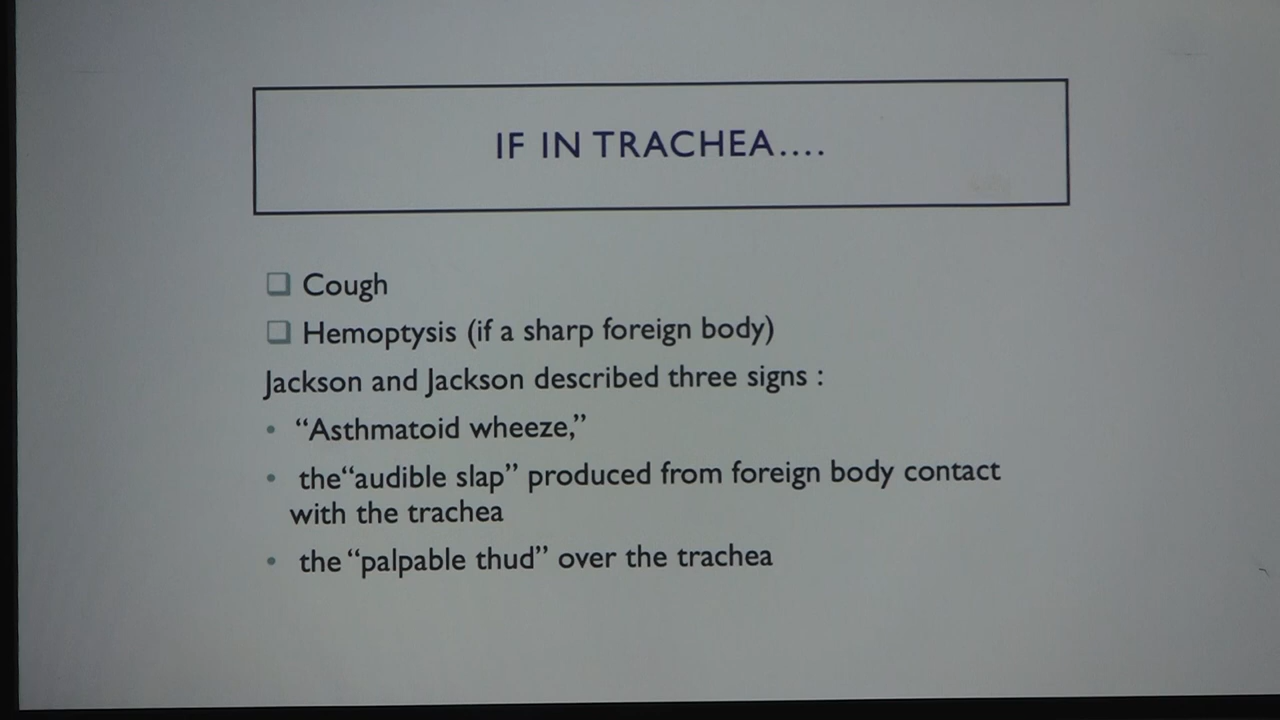 IF IN TRACHEA....
Cough
Hemoptysis (if a sharp foreign body)
Jackson and Jackson described three signs :
“Asthmatoid wheeze,”
the“audible slap” produced from foreign body contact
with the trachea
the “palpable thud” over the trachea